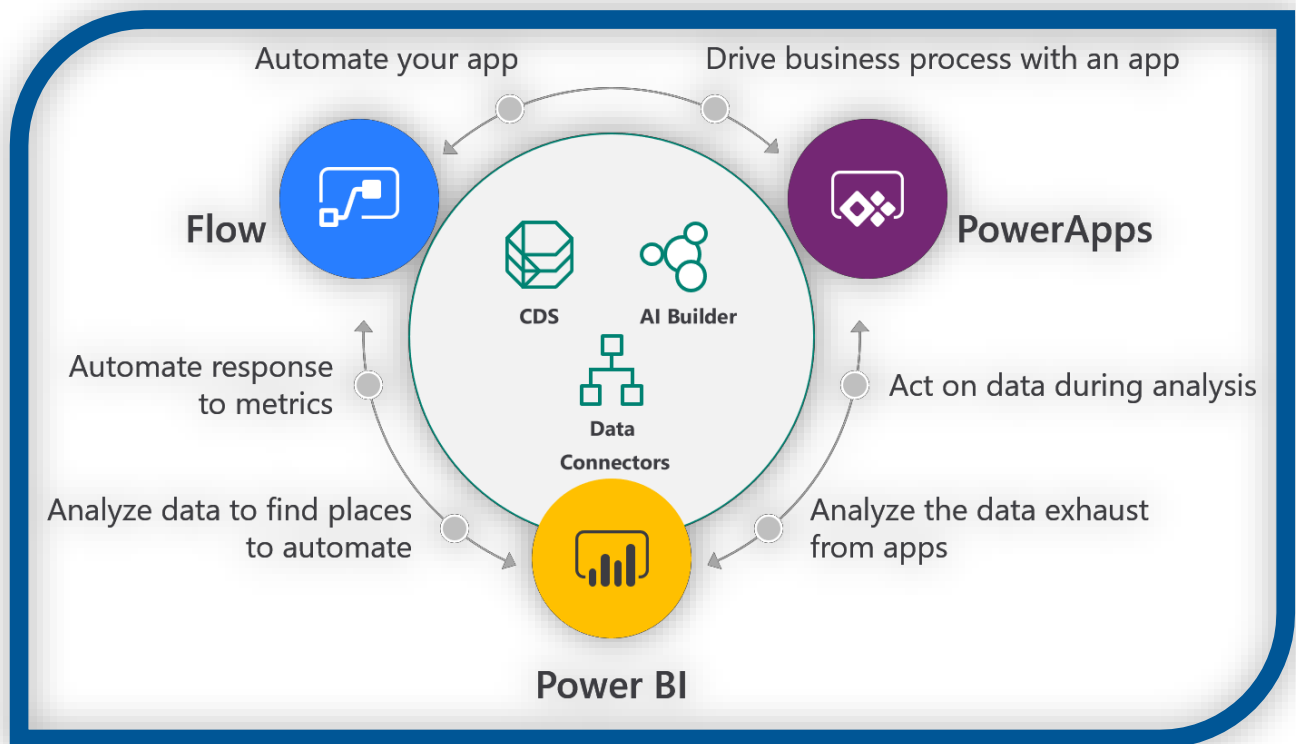 Automate your app
Drive business process with an app
Flow
PowerApps
CDS
AI Builder
Automate response
to metrics
Act on data during analysis
Data
Connectors
Analyze data to find places
to automate
Analyze the data exhaust
from apps
Power BI